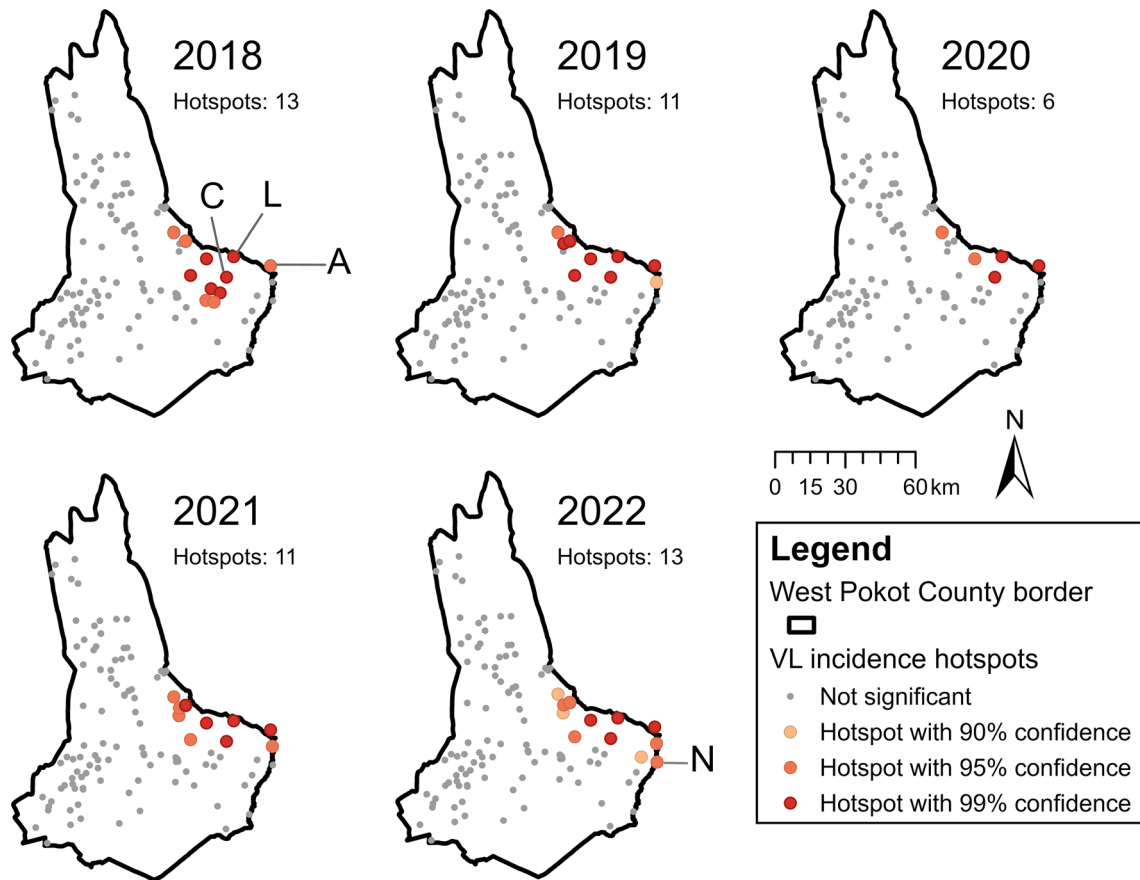 2018
Hotspots: 13
2019
Hotspots: 11
2020
Hotspots: 6
C
L
A
N
0 15 30 60 km
2021
Hotspots: 11
2022
Hotspots: 13
N
Legend
West Pokot County border
VL incidence hotspots
Not significant
Hotspot with 90% confidence
Hotspot with 95% confidence
Hotspot with 99% confidence